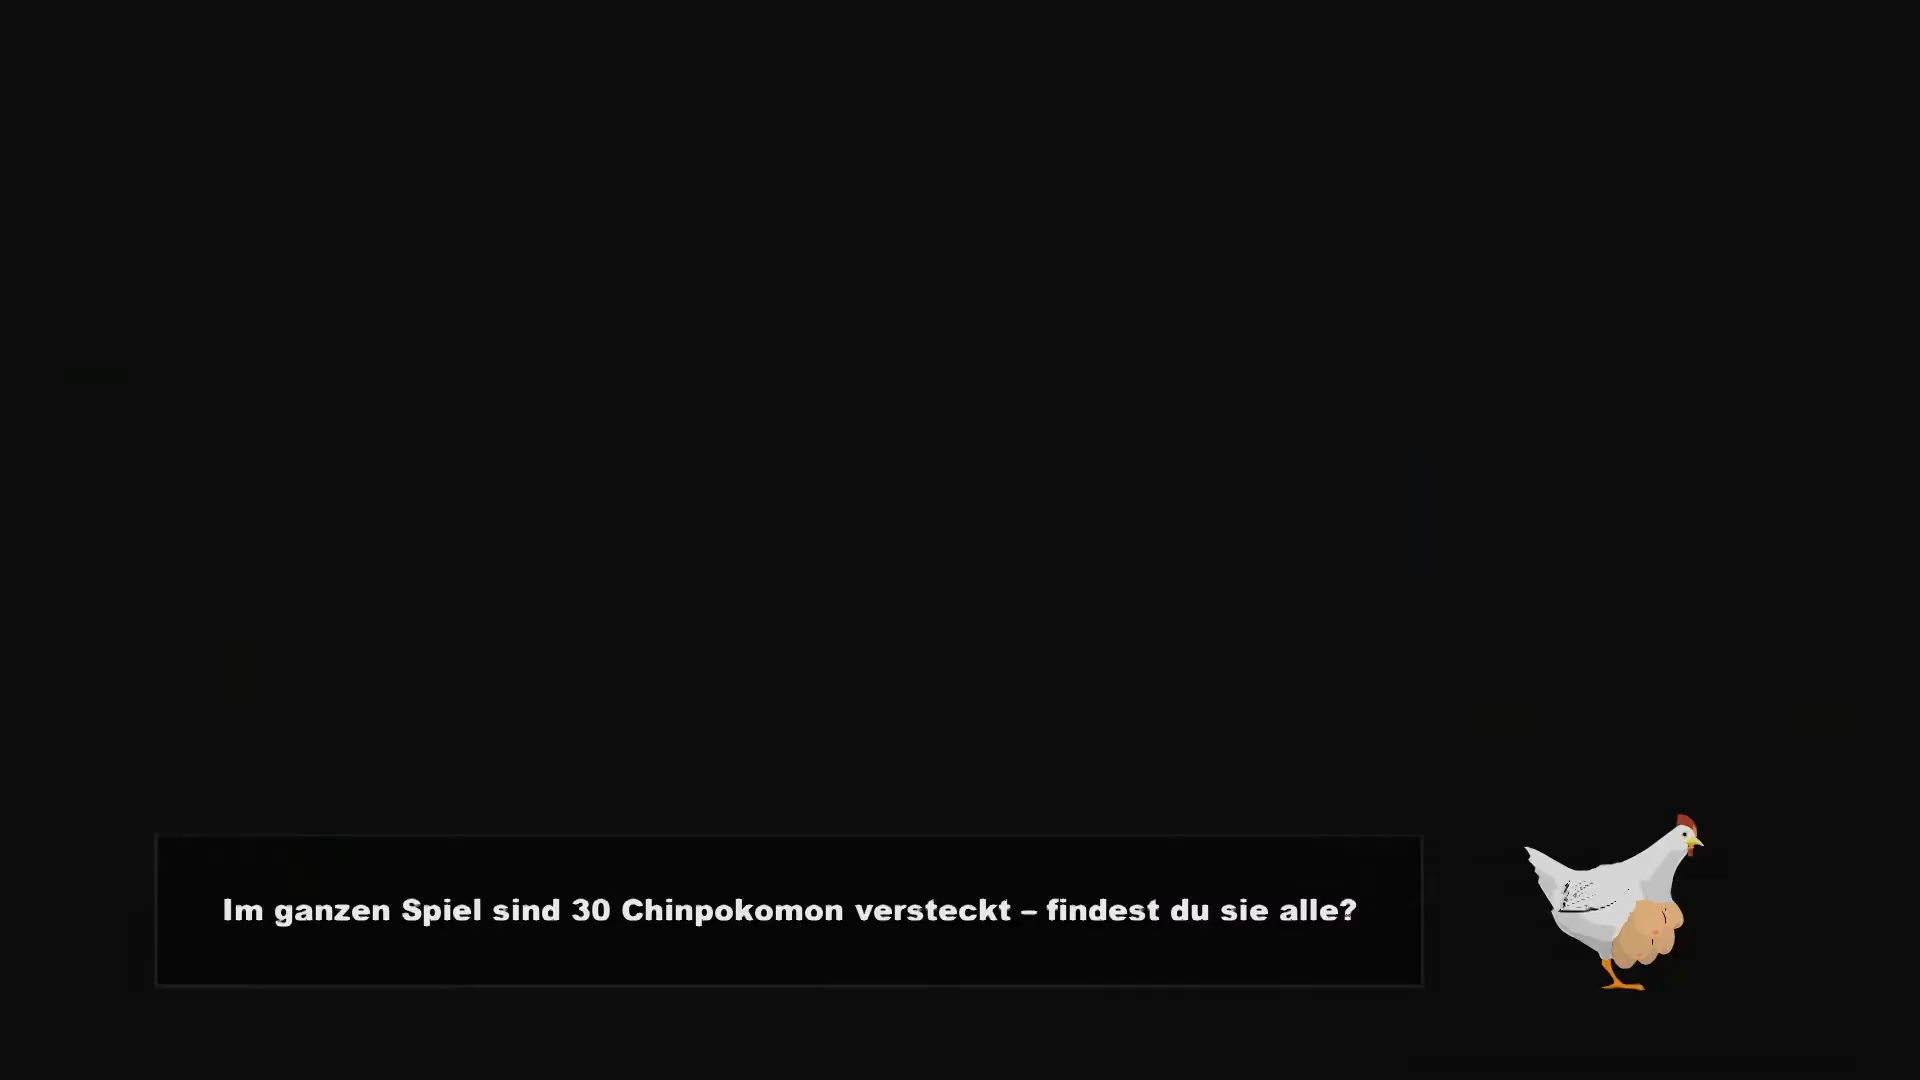 Im ganzen Spiel sind 30 Chinpokomon versteckt – findest du sie alle?